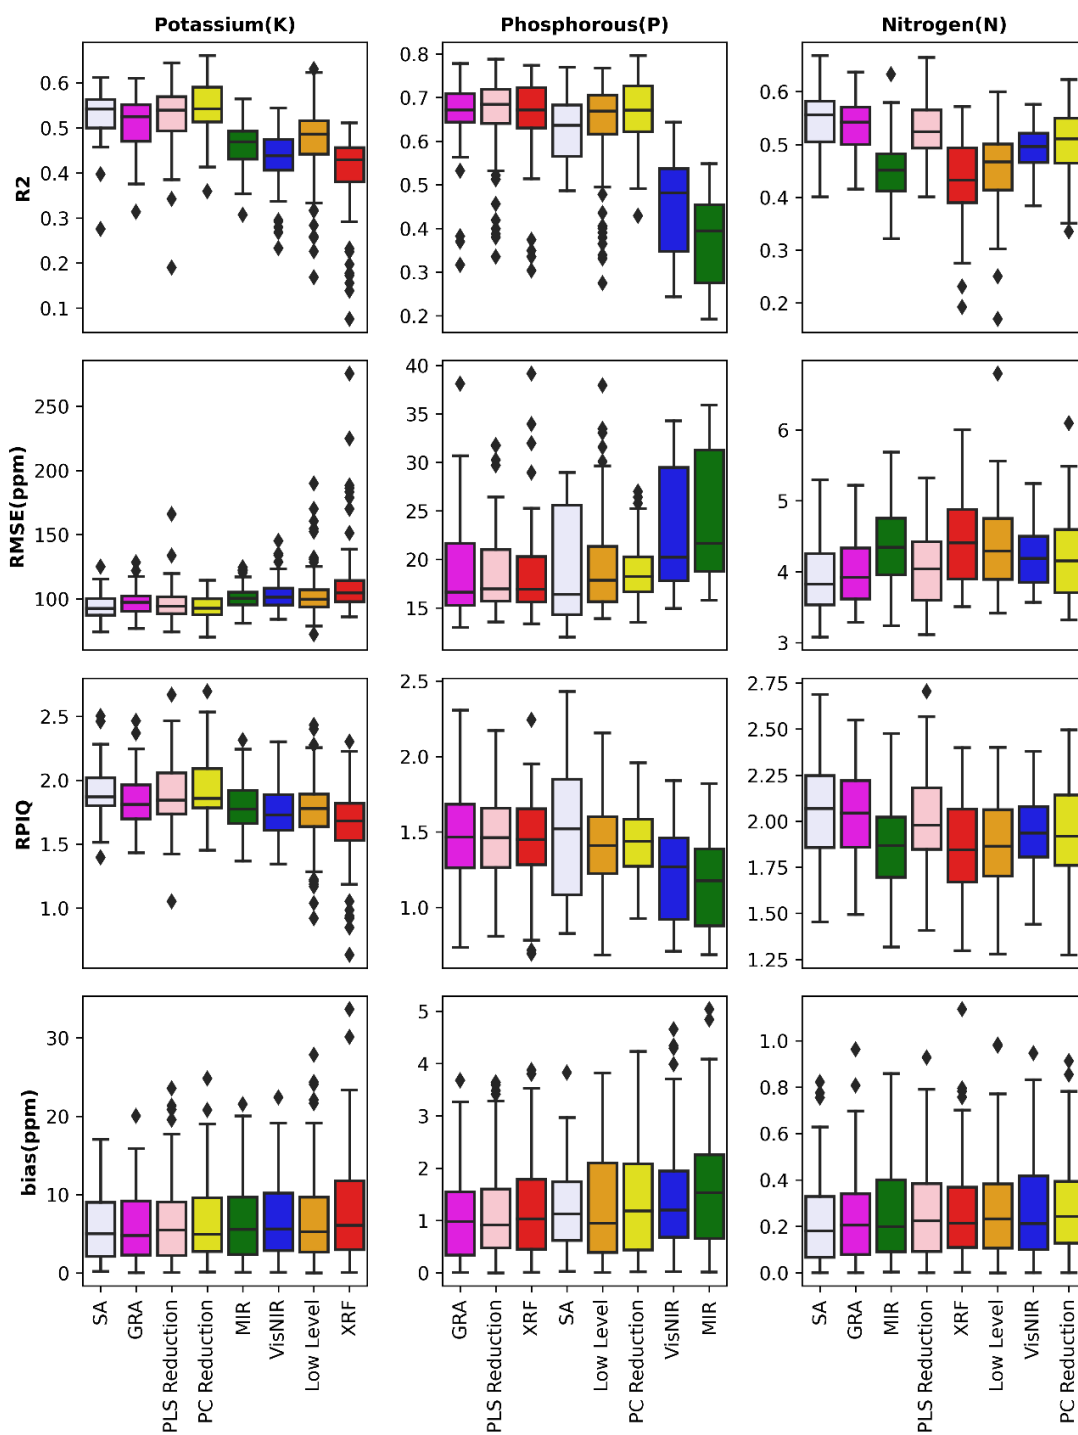 Potassium(K) Phosphorous(P) Nitrogen(N)
R2
0.6
0.5
0.4
0.3
0.2
0.1
0.8
0.7
0.6
0.5
0.4
0.3
0.2
0.6
0.5
0.4
0.3
0.2
RMSE(ppm)
250
200
150
100
40
35
30
25
20
15
6
5
4
3
RPIQ
2.5
2.0
1.5
1.0
2.5
2.0
1.5
1.0
2.75
2.50
2.25
2.00
1.75
1.50
1.25
bias(ppm)
30
20
10
0
5
4
3
2
1
0
1.0
0.8
0.6
0.4
0.2
0.0
SA
GRA
PLS Reduction
PC Reduction
MIR
VisNIR
Low Level
XRF
GRA
PLS Reduction
XRF
SA
Low Level
PC Reduction
VisNIR
MIR
SA
GRA
MIR
PLS Reduction
XRF
Low Level
VisNIR
PC Reduction